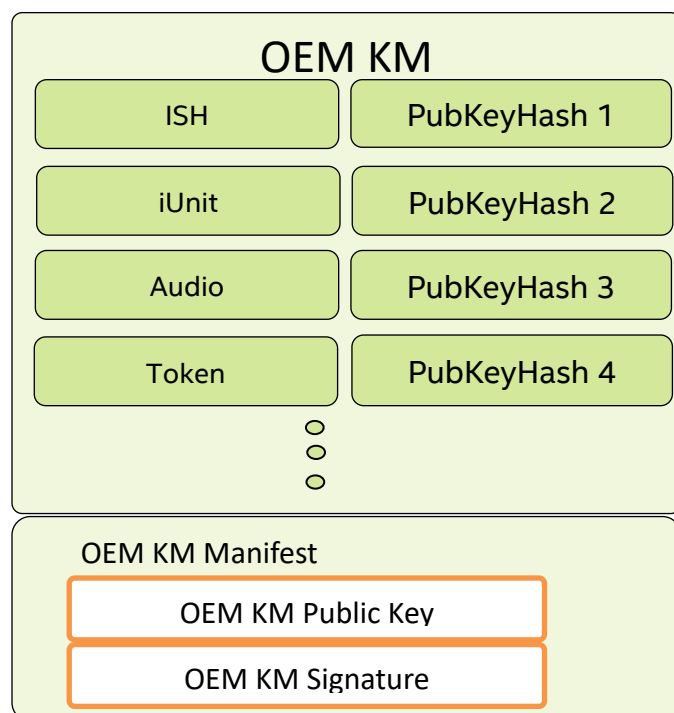 OEM KM
ISH PubKeyHash 1
iUnit PubKeyHash 2
Audio PubKeyHash 3
Token PubKeyHash 4
OEM KM Manifest
OEM KM Public Key
OEM KM Signature